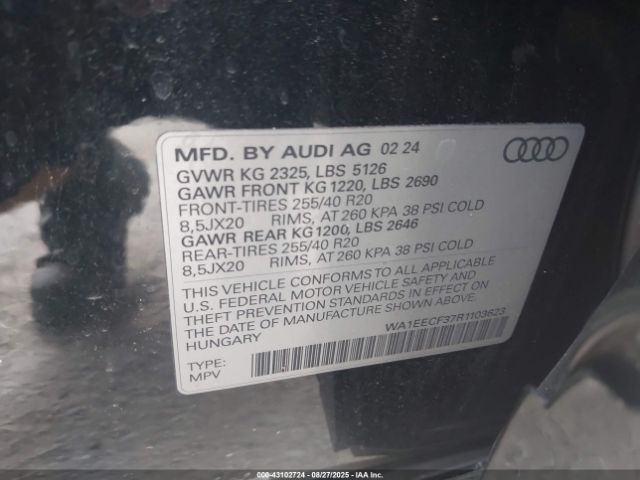 MFD. BY AUDI AG 02 24
GVWR KG 2325, LBS 5126
GAWR FRONT KG 1220, LBS 2690
FRONT-TIRES 255/40 R20
8,5JX20 RIMS, AT 260 KPA 38 PSI COLD
GAWR REAR KG1200, LBS 2646
REAR-TIRES 255/40 R20
8,5JX20 RIMS, AT 260 KPA 38 PSI COLD
THIS VEHICLE CONFORMS TO ALL APPLICABLE
U.S. FEDERAL MOTOR VEHICLE SAFETY AND
THEFT PREVENTION STANDARDS IN EFFECT ON
THE DATE OF MANUFACTURE SHOWN ABOVE.
HUNGARY
WA1EECF37R1103623
TYPE:
MPV
000-43102724 - 08/27/2025 - IAAI.COM